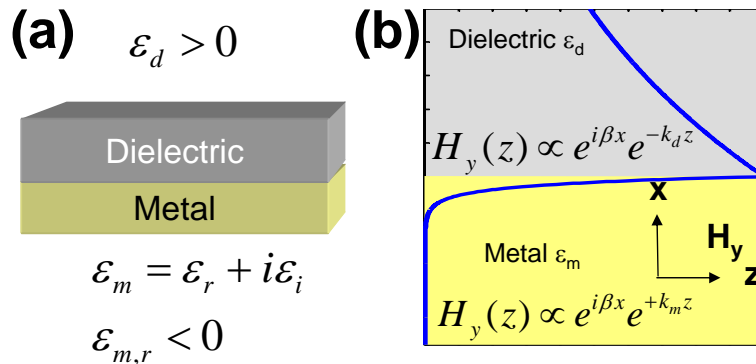 (a)
ε_d > 0
Dielectric
Metal
ε_m = ε_r + iε_i
ε_{m,r} < 0
(b)
Dielectric ε_d
H_y(z) ∝ e^{iβx} e^{-k_d z}
x
H_y
z
Metal ε_m
H_y(z) ∝ e^{iβx} e^{+k_m z}